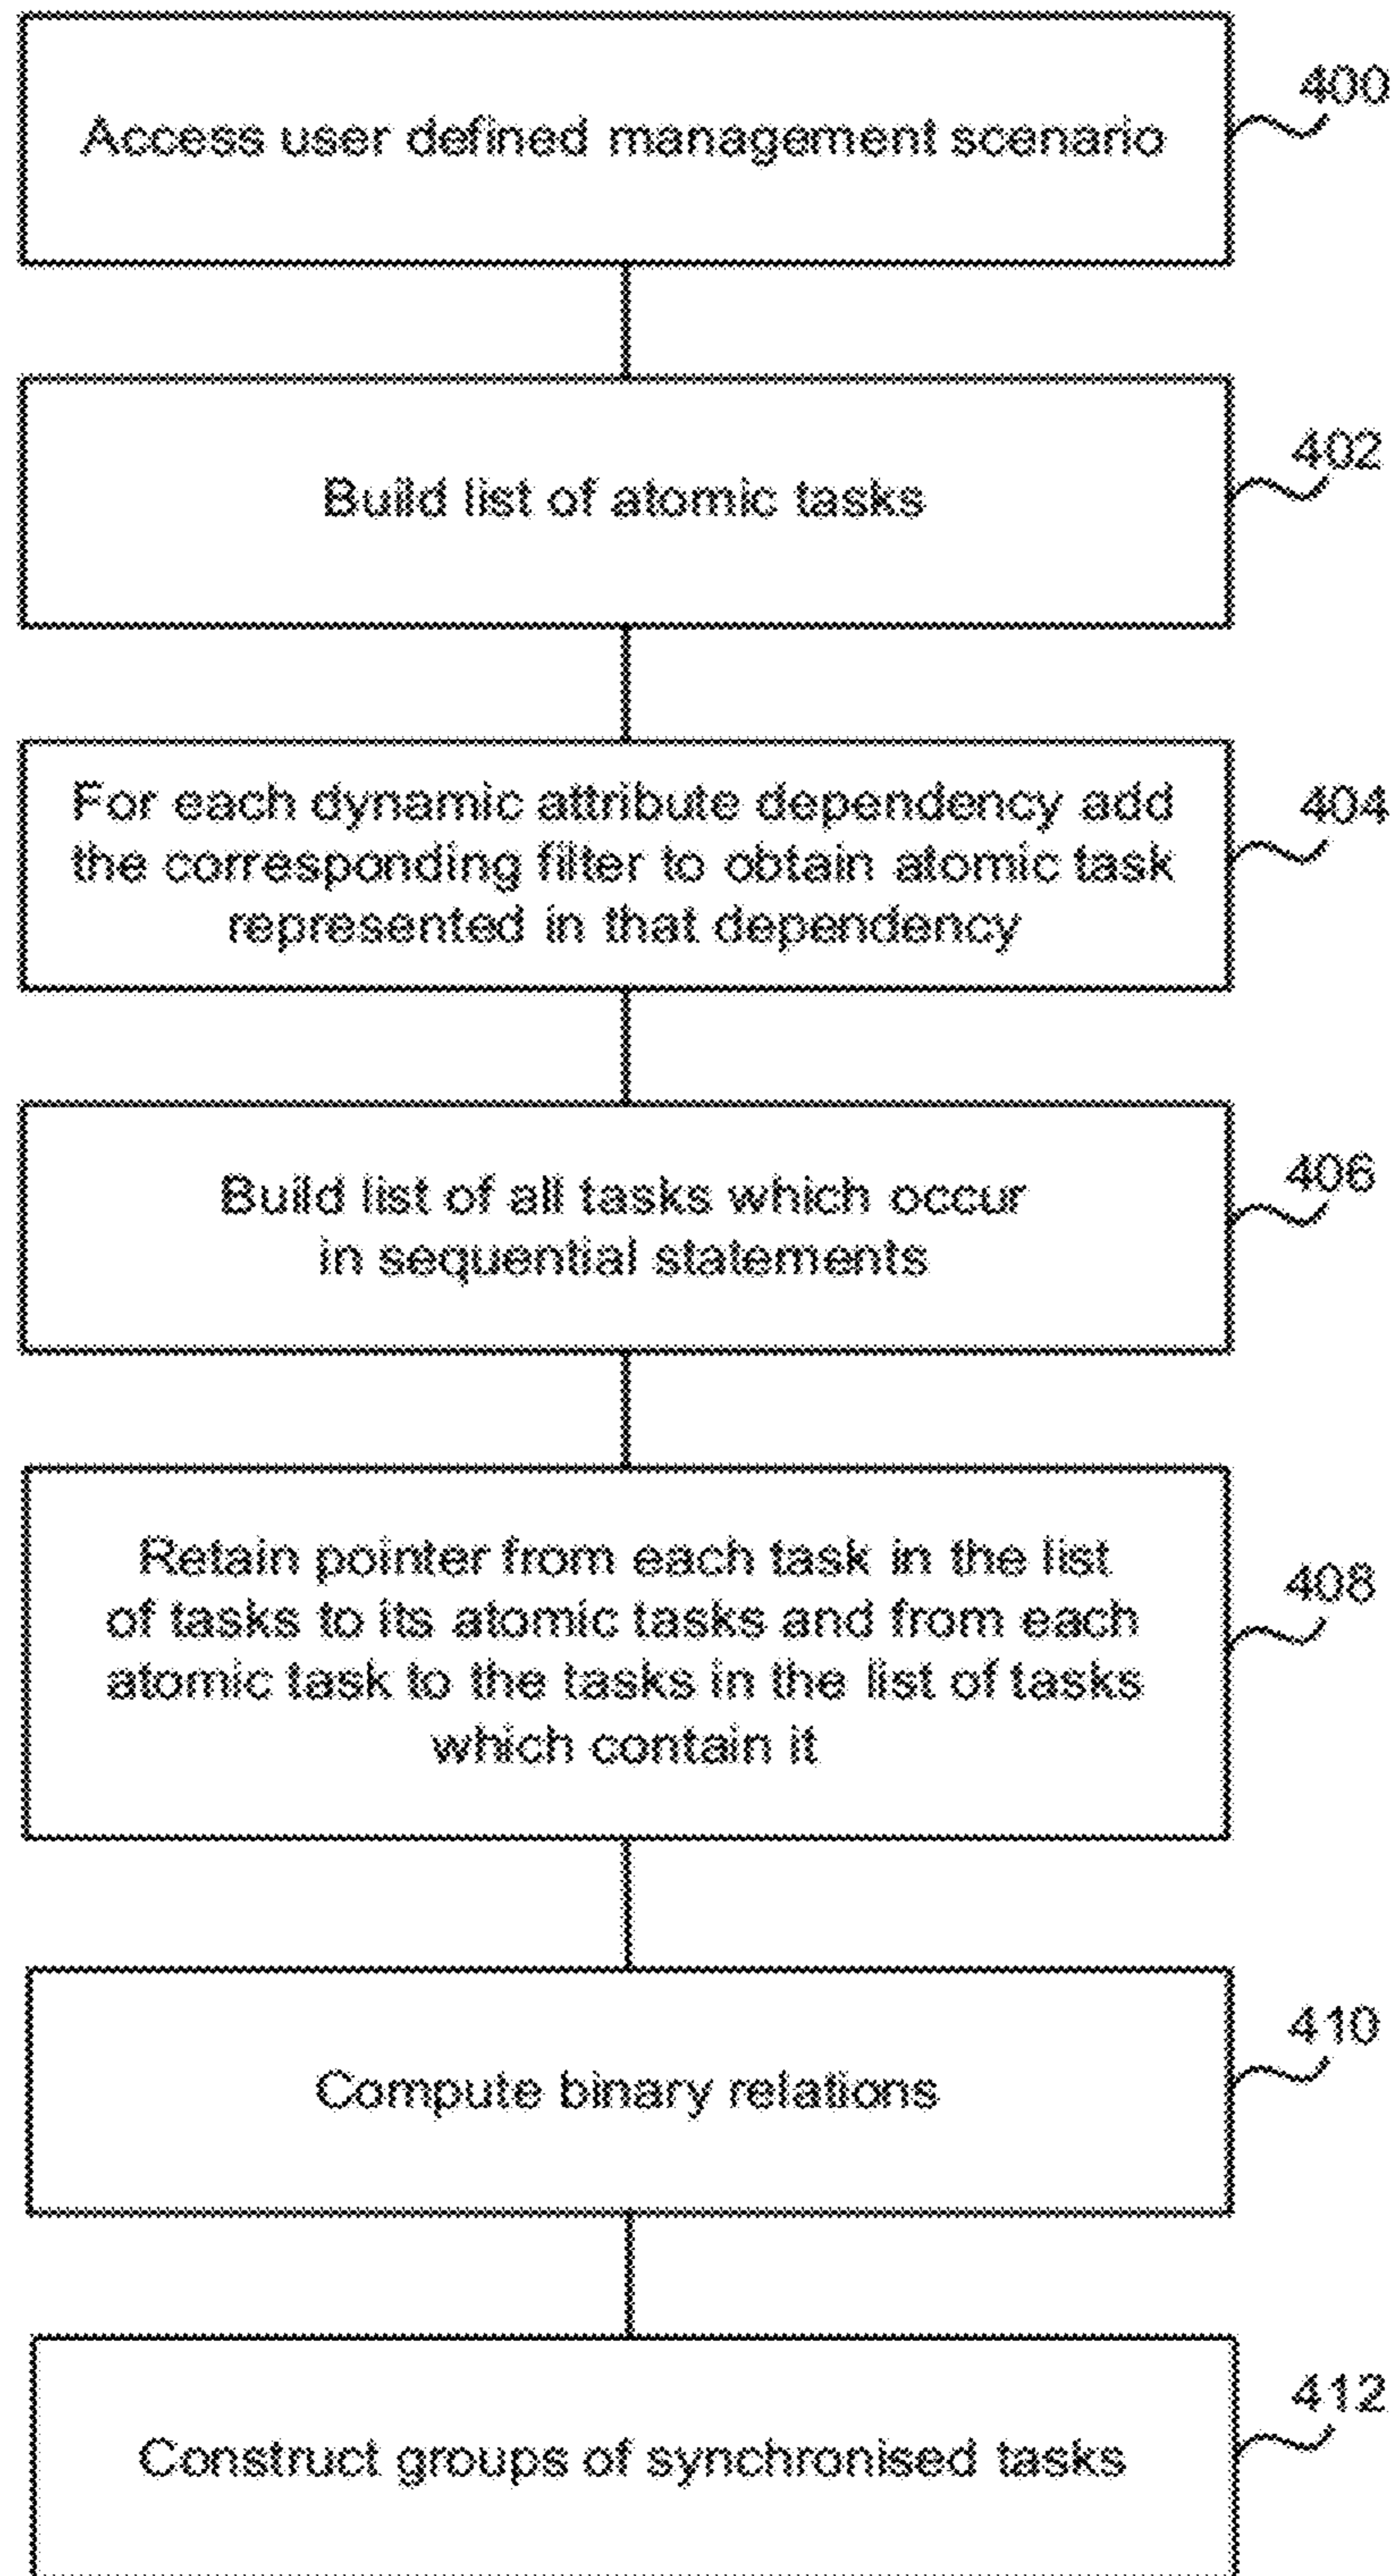 Access user defined management scenario
400
Build list of atomic tasks
402
For each dynamic attribute dependency add
the corresponding filter to obtain atomic task
represented in that dependency
404
Build list of all tasks which occur
in sequential statements
406
Retain pointer from each task in the list
of tasks to its atomic tasks and from each
atomic task to the tasks in the list of tasks
which contain it
408
Compute binary relations
410
Construct groups of synchronised tasks
412